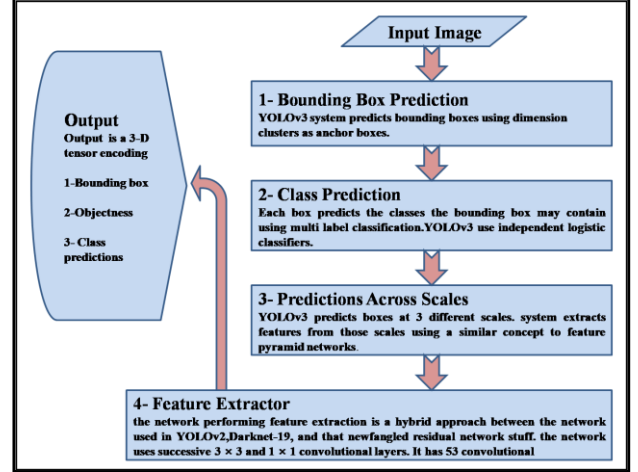 Input Image
1- Bounding Box Prediction
YOLOv3 system predicts bounding boxes using dimension
clusters as anchor boxes.
2- Class Prediction
Each box predicts the classes the bounding box may contain
using multi label classification.YOLOv3 use independent logistic
classifiers.
3- Predictions Across Scales
YOLOv3 predicts boxes at 3 different scales. system extracts
features from those scales using a similar concept to feature
pyramid networks.
4- Feature Extractor
the network performing feature extraction is a hybrid approach between the network
used in YOLOv2,Darknet-19, and that newfangled residual network stuff. the network
uses successive 3 × 3 and 1 × 1 convolutional layers. It has 53 convolutional
Output
Output is a 3-D
tensor encoding
1-Bounding box
2-Objectness
3- Class
predictions